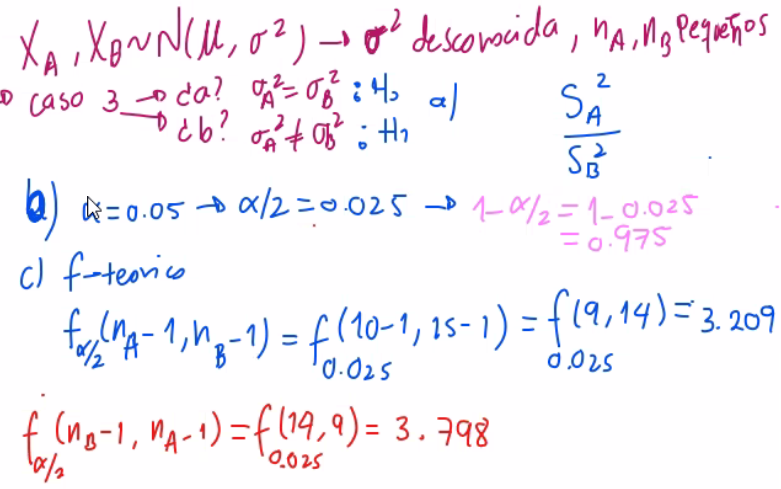 X_A, X_B ~ N(μ, σ²) → σ² desconocida, n_A, n_B pequeños
caso 3 → ¿a? σ_A² = σ_B² : H₀ a) S_A² / S_B²
→ ¿b? σ_A² ≠ σ_B² : H₁
b) α = 0.05 → α/2 = 0.025 → 1 - α/2 = 1 - 0.025
= 0.975
c) f-teorico
f_α/2 (n_A - 1, n_B - 1) = f_0.025 (10-1, 15-1) = f_0.025 (9,14) = 3.209
f_α/2 (n_B - 1, n_A - 1) = f_0.025 (14,9) = 3.798